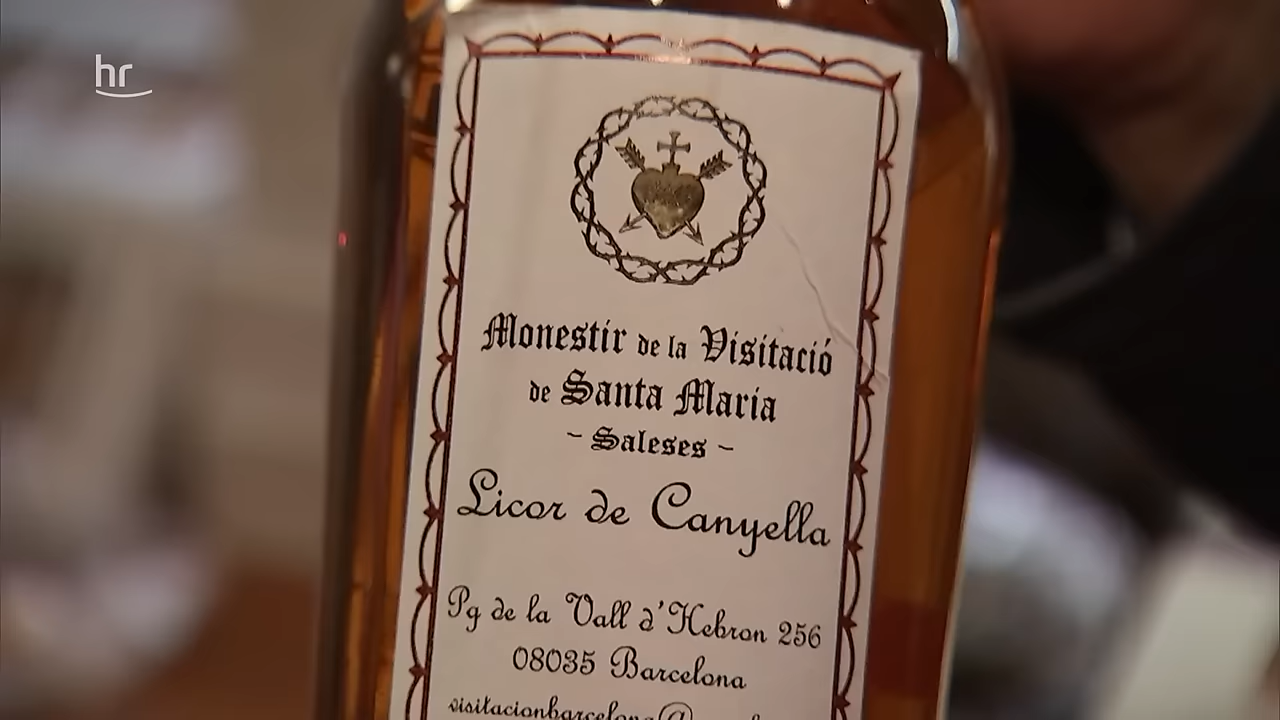 hr
Monestir de la Visitació
de Santa Maria
~ Saleses ~
Licor de Canyella
Pg de la Vall d'Hebron 256
08035 Barcelona